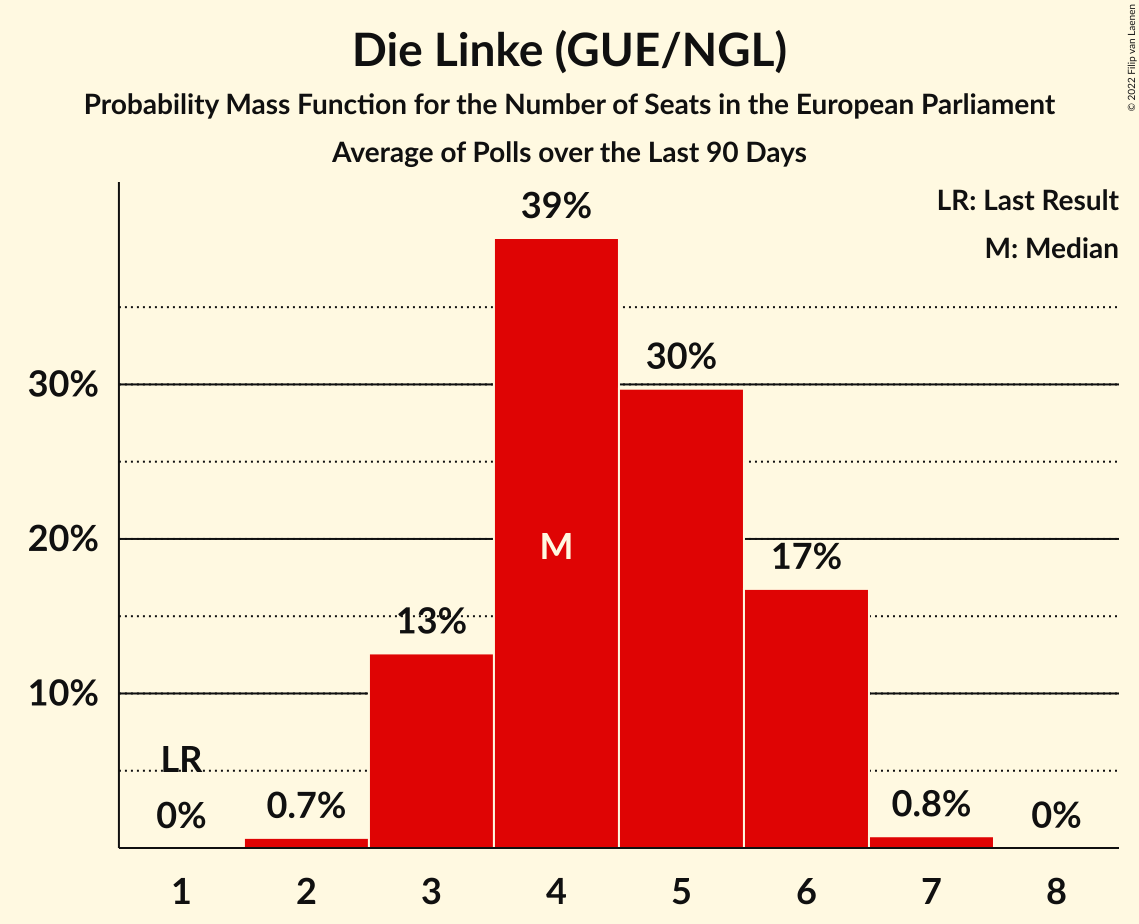 Die Linke (GUE/NGL)
Probability Mass Function for the Number of Seats in the European Parliament
Average of Polls over the Last 90 Days
© 2022 Filip van Laenen
LR: Last Result
M: Median
39%
30%
30%
M
20%
17%
13%
10%
LR
0%
0.7%
0.8%
0%
1 2 3 4 5 6 7 8